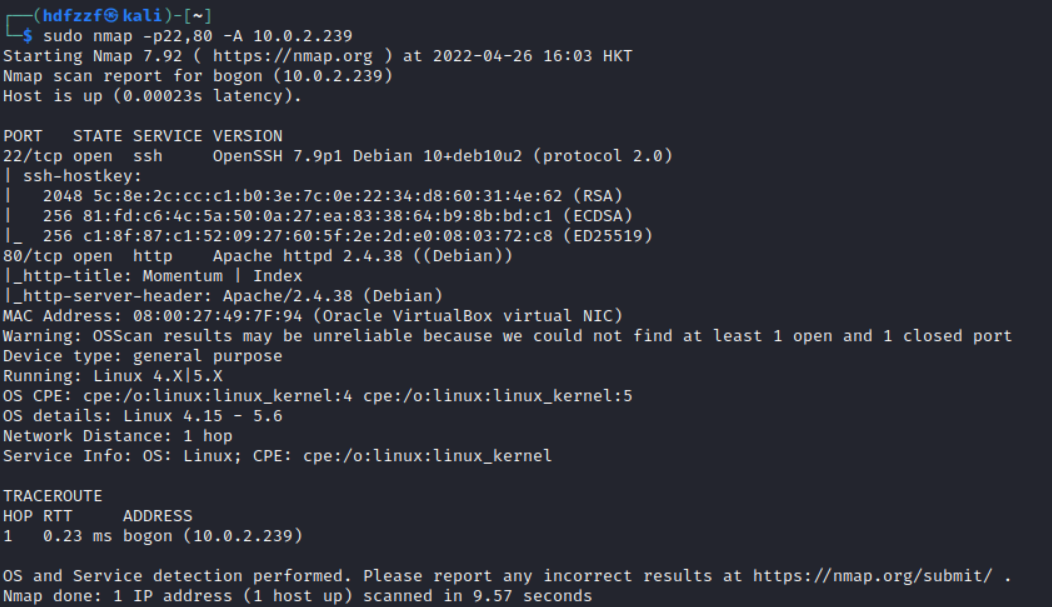 ┌──(hdfzzf㉿kali)-[~]
└─$ sudo nmap -p22,80 -A 10.0.2.239
Starting Nmap 7.92 ( https://nmap.org ) at 2022-04-26 16:03 HKT
Nmap scan report for bogon (10.0.2.239)
Host is up (0.00023s latency).

PORT   STATE SERVICE VERSION
22/tcp open  ssh     OpenSSH 7.9p1 Debian 10+deb10u2 (protocol 2.0)
| ssh-hostkey:
|   2048 5c:8e:2c:cc:c1:b0:3e:7c:0e:22:34:d8:60:31:4e:62 (RSA)
|   256 81:fd:c6:4c:5a:50:0a:27:ea:83:38:64:b9:8b:bd:c1 (ECDSA)
|_  256 c1:8f:87:c1:52:09:27:60:5f:2e:2d:e0:08:03:72:c8 (ED25519)
80/tcp open  http    Apache httpd 2.4.38 ((Debian))
|_http-title: Momentum | Index
|_http-server-header: Apache/2.4.38 (Debian)
MAC Address: 08:00:27:49:7F:94 (Oracle VirtualBox virtual NIC)
Warning: OSScan results may be unreliable because we could not find at least 1 open and 1 closed port
Device type: general purpose
Running: Linux 4.X|5.X
OS CPE: cpe:/o:linux:linux_kernel:4 cpe:/o:linux:linux_kernel:5
OS details: Linux 4.15 - 5.6
Network Distance: 1 hop
Service Info: OS: Linux; CPE: cpe:/o:linux:linux_kernel

TRACEROUTE
HOP RTT     ADDRESS
1   0.23 ms bogon (10.0.2.239)

OS and Service detection performed. Please report any incorrect results at https://nmap.org/submit/ .
Nmap done: 1 IP address (1 host up) scanned in 9.57 seconds